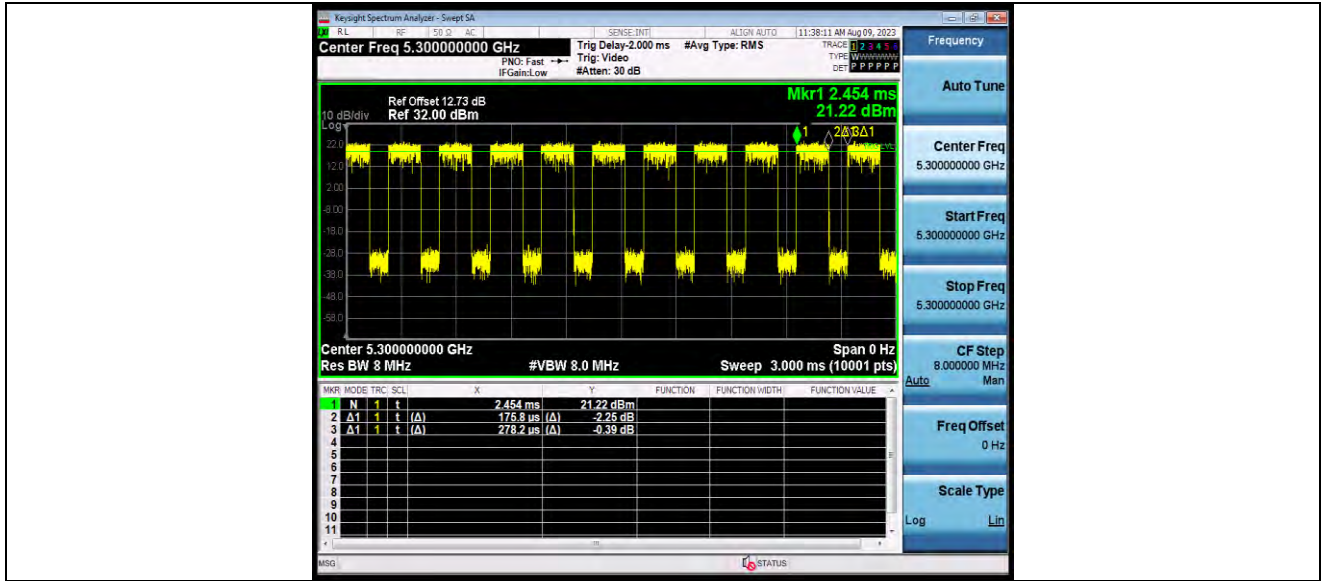 Keysight Spectrum Analyzer - Swept SA
RL RF 50 Ω AC SENSE:INT ALIGN AUTO 11:38:11 AM Aug 09, 2023
Center Freq 5.300000000 GHz
PNO: Fast
IFGain:Low
Trig Delay-2.000 ms
Trig: Video
#Atten: 30 dB
#Avg Type: RMS
TRACE 1 2 3 4 5 6
TYPE WWWWWW
DET P P P P P P
Mkr1 2.454 ms
21.22 dBm
Ref Offset 12.73 dB
10 dB/div Ref 32.00 dBm
Log
22.0
12.0
2.00
-8.00
-18.0
-28.0
-38.0
-48.0
-58.0
1 2Δ1 3Δ1
Center 5.300000000 GHz Span 0 Hz
Res BW 8 MHz #VBW 8.0 MHz Sweep 3.000 ms (10001 pts)
MKR MODE TRC SCL X Y FUNCTION FUNCTION WIDTH FUNCTION VALUE
1 N 1 t 2.454 ms 21.22 dBm
2 Δ1 1 t (Δ) 175.8 µs (Δ) -2.25 dB
3 Δ1 1 t (Δ) 278.2 µs (Δ) -0.39 dB
4
5
6
7
8
9
10
11
MSG STATUS
Frequency
Auto Tune
Center Freq
5.300000000 GHz
Start Freq
5.300000000 GHz
Stop Freq
5.300000000 GHz
CF Step
8.000000 MHz
Auto Man
Freq Offset
0 Hz
Scale Type
Log Lin